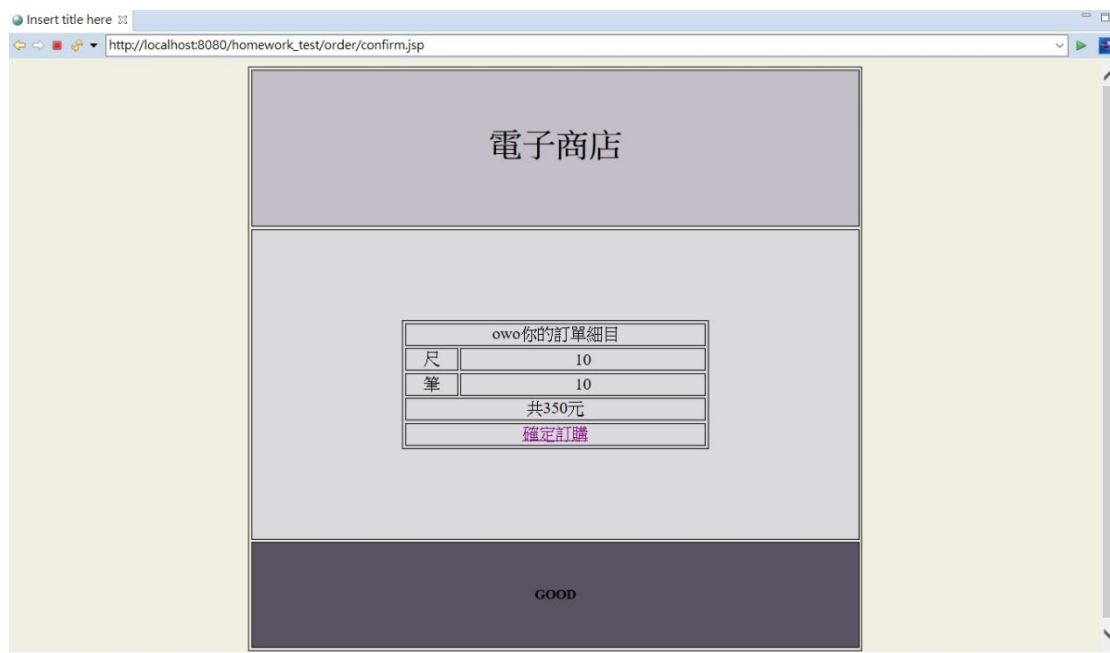 Insert title here
http://localhost:8080/homework_test/order/confirm.jsp
電子商店
owo你的訂單細目
尺 10
筆 10
共350元
確定訂購
GOOD